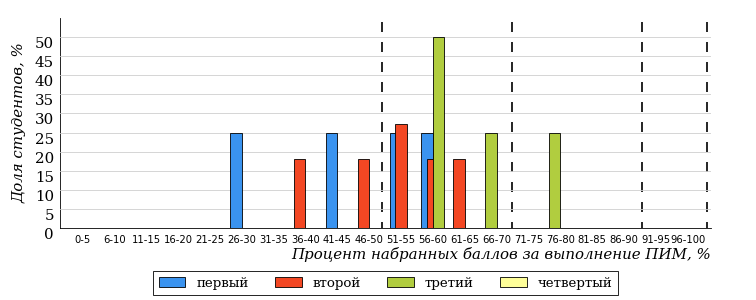 Доля студентов, %
50
45
40
35
30
25
20
15
10
5
0
0-5 6-10 11-15 16-20 21-25 26-30 31-35 36-40 41-45 46-50 51-55 56-60 61-65 66-70 71-75 76-80 81-85 86-90 91-95 96-100
Процент набранных баллов за выполнение ПИМ, %
первый второй третий четвертый